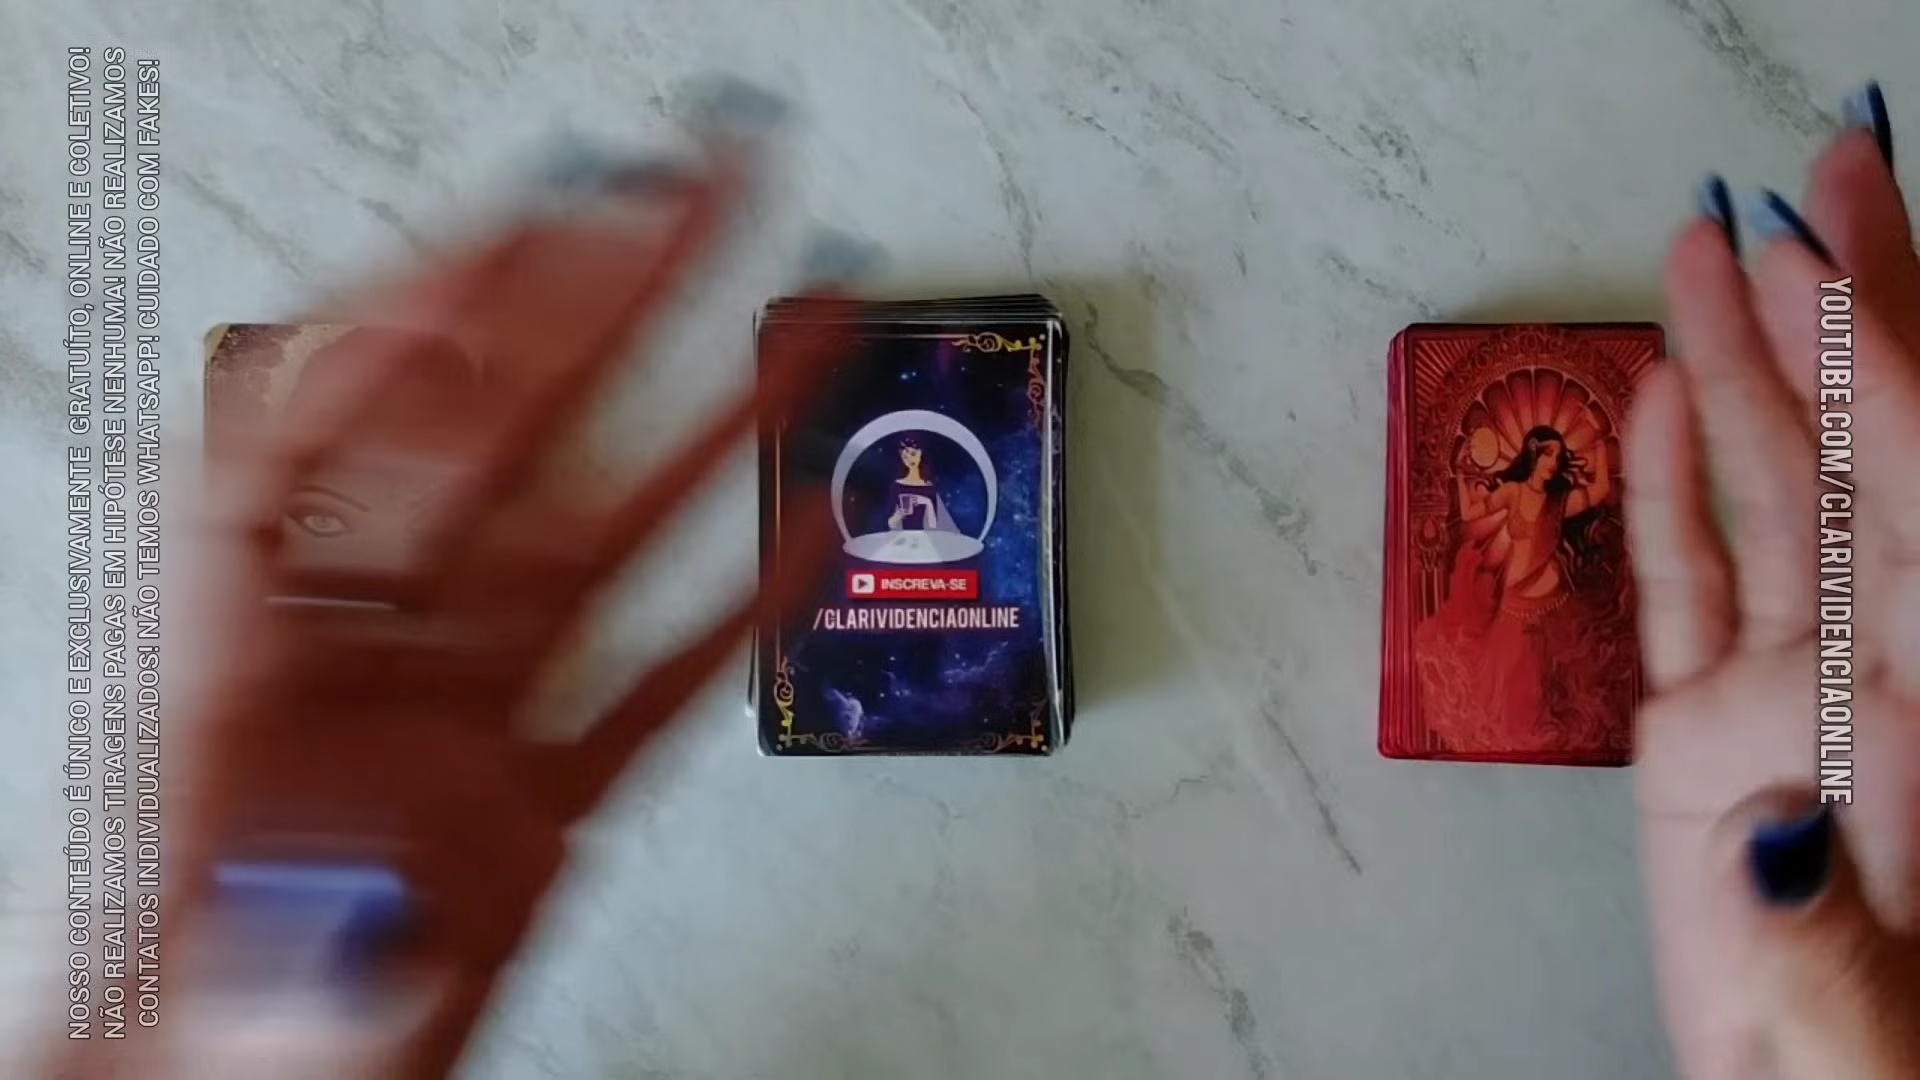 NOSSO CONTEÚDO É ÚNICO E EXCLUSIVAMENTE GRATUÍTO, ONLINE E COLETIVO!
NÃO REALIZAMOS TIRAGENS PAGAS EM HIPÓTESE NENHUMA! NÃO REALIZAMOS
CONTATOS INDIVIDUALIZADOS! NÃO TEMOS WHATSAPP! CUIDADO COM FAKES!
INSCREVA-SE
/CLARIVIDENCIAONLINE
YOUTUBE.COM/CLARIVIDENCIAONLINE